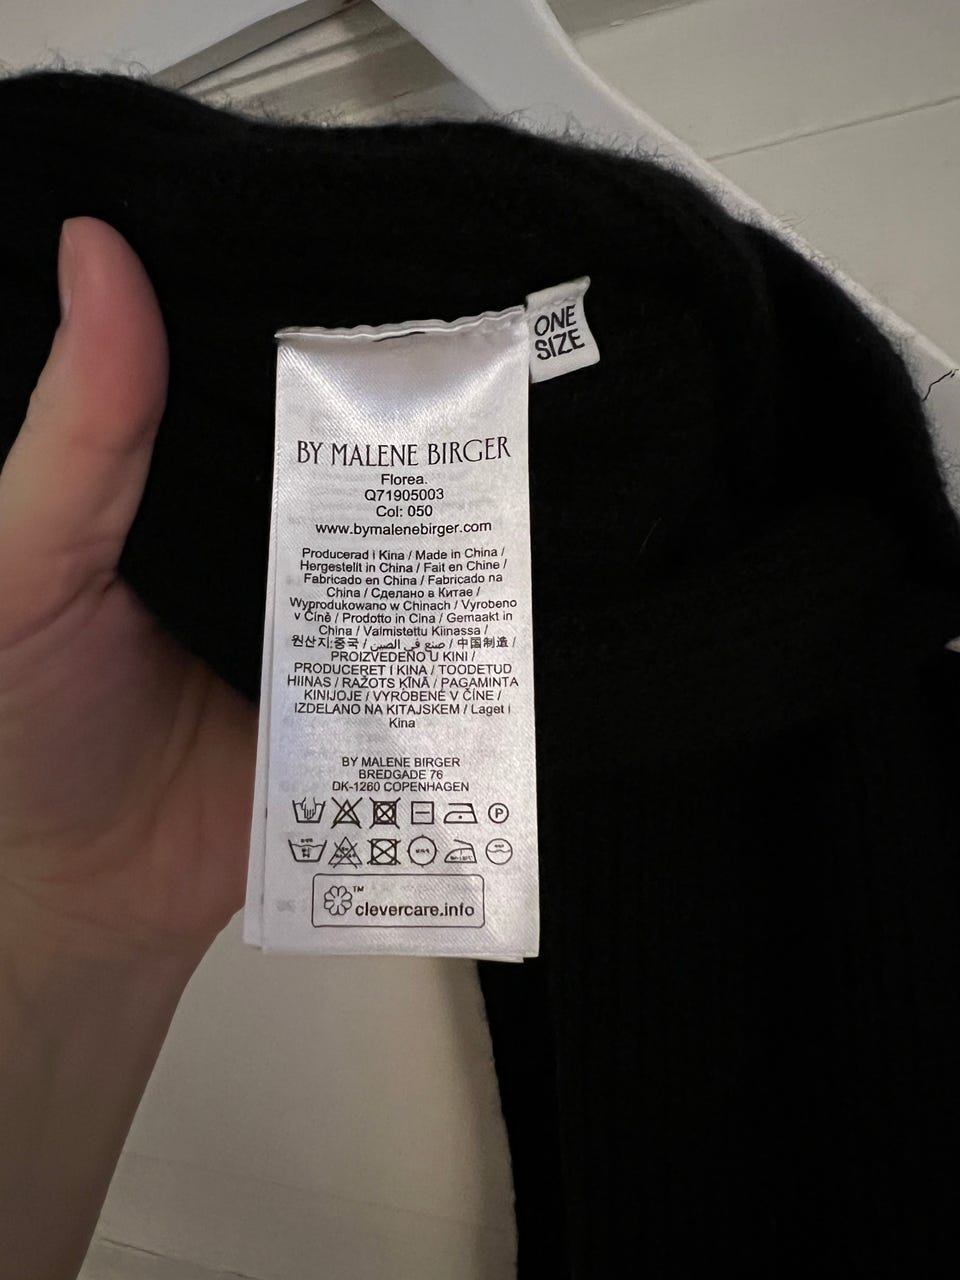 ONE
SIZE
BY MALENE BIRGER
Florea.
Q71905003
Col: 050
www.bymalenebirger.com
Producerad i Kina / Made in China /
Hergestellt in China / Fait en Chine /
Fabricado en China / Fabricado na
China / Сделано в Китае /
Wyprodukowano w Chinach / Vyrobeno
v Číně / Prodotto in Cina / Gemaakt in
China / Valmistettu Kiinassa /
원산지:중국 / صنع في الصين / 中国制造 /
PROIZVEDENO U KINI /
PRODUCERET I KINA / TOODETUD
HIINAS / RAŽOTS ĶĪNĀ / PAGAMINTA
KINIJOJE / VYROBENÉ V ČÍNE /
IZDELANO NA KITAJSKEM / Laget i
Kina
BY MALENE BIRGER
BREDGADE 76
DK-1260 COPENHAGEN
P
™
clevercare.info